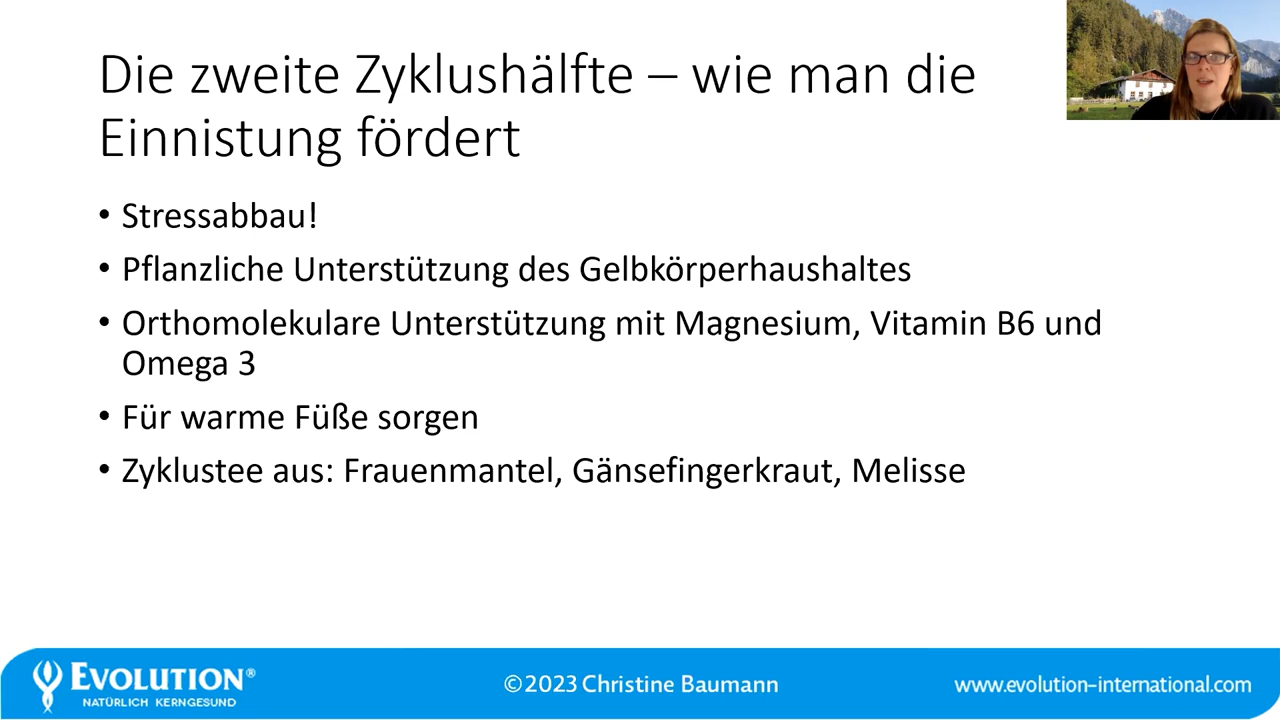 Die zweite Zyklushälfte – wie man die
Einnistung fördert
• Stressabbau!
• Pflanzliche Unterstützung des Gelbkörperhaushaltes
• Orthomolekulare Unterstützung mit Magnesium, Vitamin B6 und
Omega 3
• Für warme Füße sorgen
• Zyklustee aus: Frauenmantel, Gänsefingerkraut, Melisse
EVOLUTION®
NATÜRLICH KERNGESUND
©2023 Christine Baumann
www.evolution-international.com